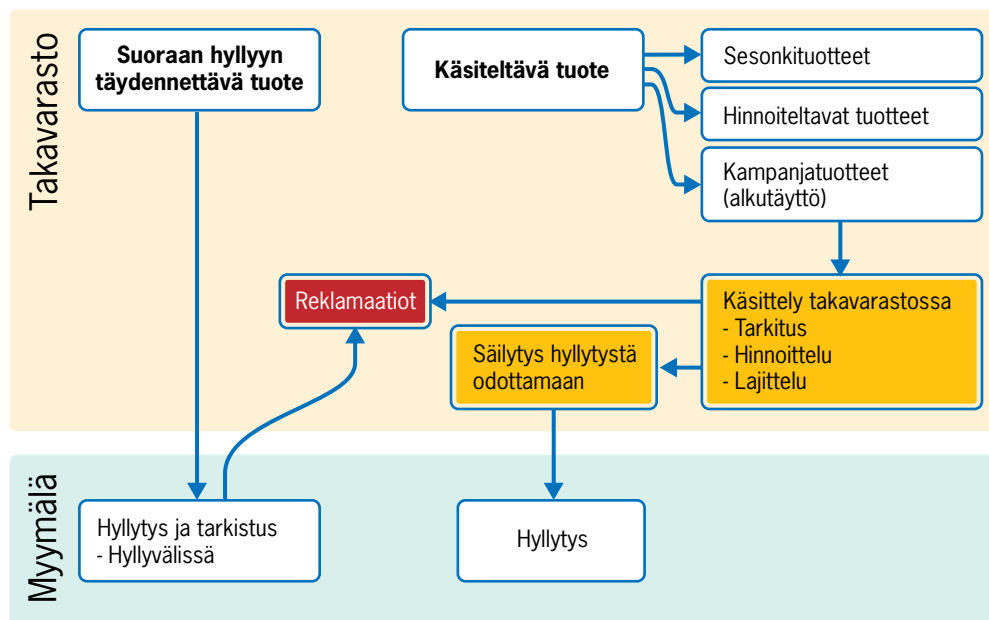 Takavarasto
Suoraan hyllyyn
täydennettävä tuote
Käsiteltävä tuote
Sesonkituotteet
Hinnoiteltavat tuotteet
Kampanjatuotteet
(alkutäyttö)
Reklamaatiot
Käsittely takavarastossa
- Tarkitus
- Hinnoittelu
- Lajittelu
Säilytys hyllytystä
odottamaan
Myymälä
Hyllytys ja tarkistus
- Hyllyvälissä
Hyllytys